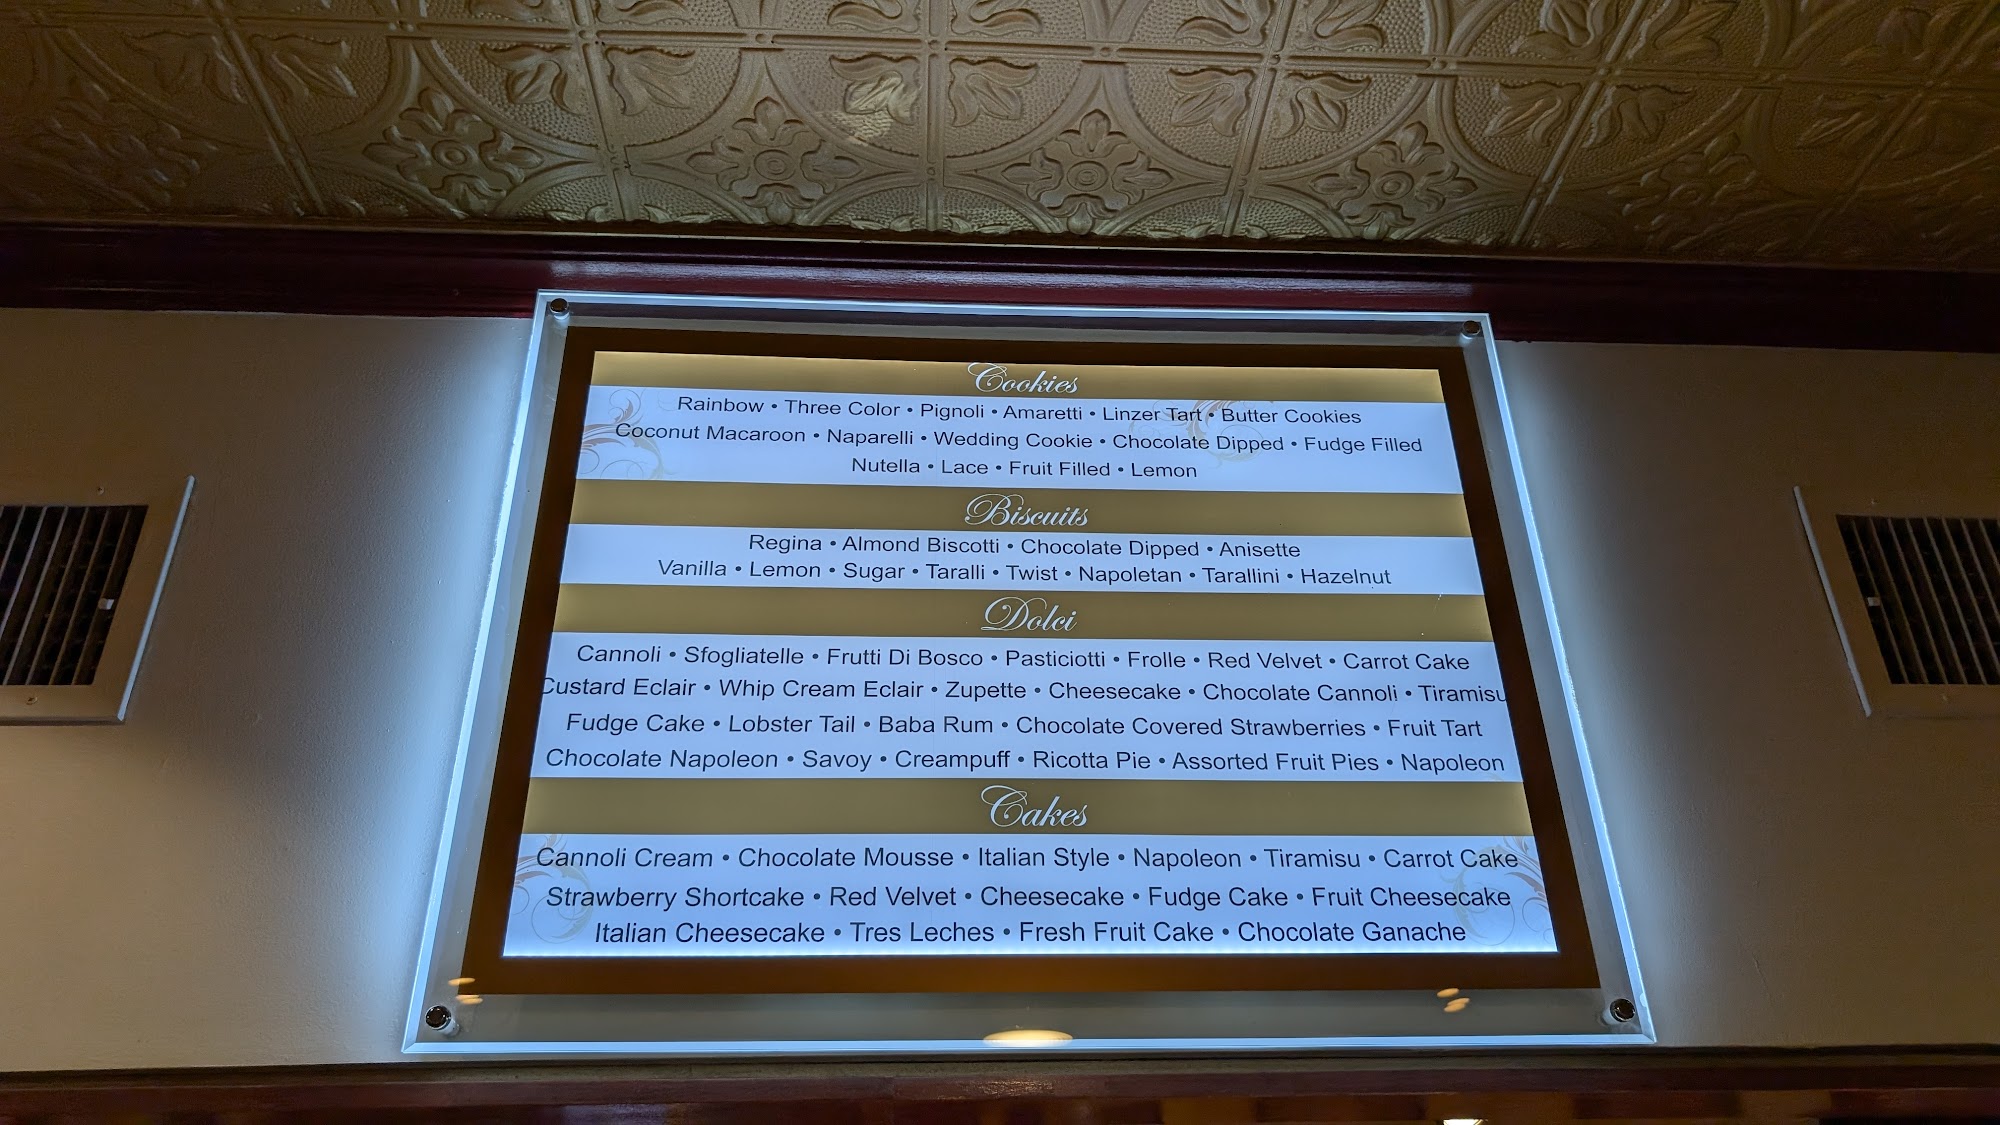 Cookies
Rainbow • Three Color • Pignoli • Amaretti • Linzer Tart • Butter Cookies
Coconut Macaroon • Naparelli • Wedding Cookie • Chocolate Dipped • Fudge Filled
Nutella • Lace • Fruit Filled • Lemon
Biscuits
Regina • Almond Biscotti • Chocolate Dipped • Anisette
Vanilla • Lemon • Sugar • Taralli • Twist • Napoletan • Tarallini • Hazelnut
Dolci
Cannoli • Sfogliatelle • Frutti Di Bosco • Pasticiotti • Frolle • Red Velvet • Carrot Cake
Custard Eclair • Whip Cream Eclair • Zupette • Cheesecake • Chocolate Cannoli • Tiramisu
Fudge Cake • Lobster Tail • Baba Rum • Chocolate Covered Strawberries • Fruit Tart
Chocolate Napoleon • Savoy • Creampuff • Ricotta Pie • Assorted Fruit Pies • Napoleon
Cakes
Cannoli Cream • Chocolate Mousse • Italian Style • Napoleon • Tiramisu • Carrot Cake
Strawberry Shortcake • Red Velvet • Cheesecake • Fudge Cake • Fruit Cheesecake
Italian Cheesecake • Tres Leches • Fresh Fruit Cake • Chocolate Ganache